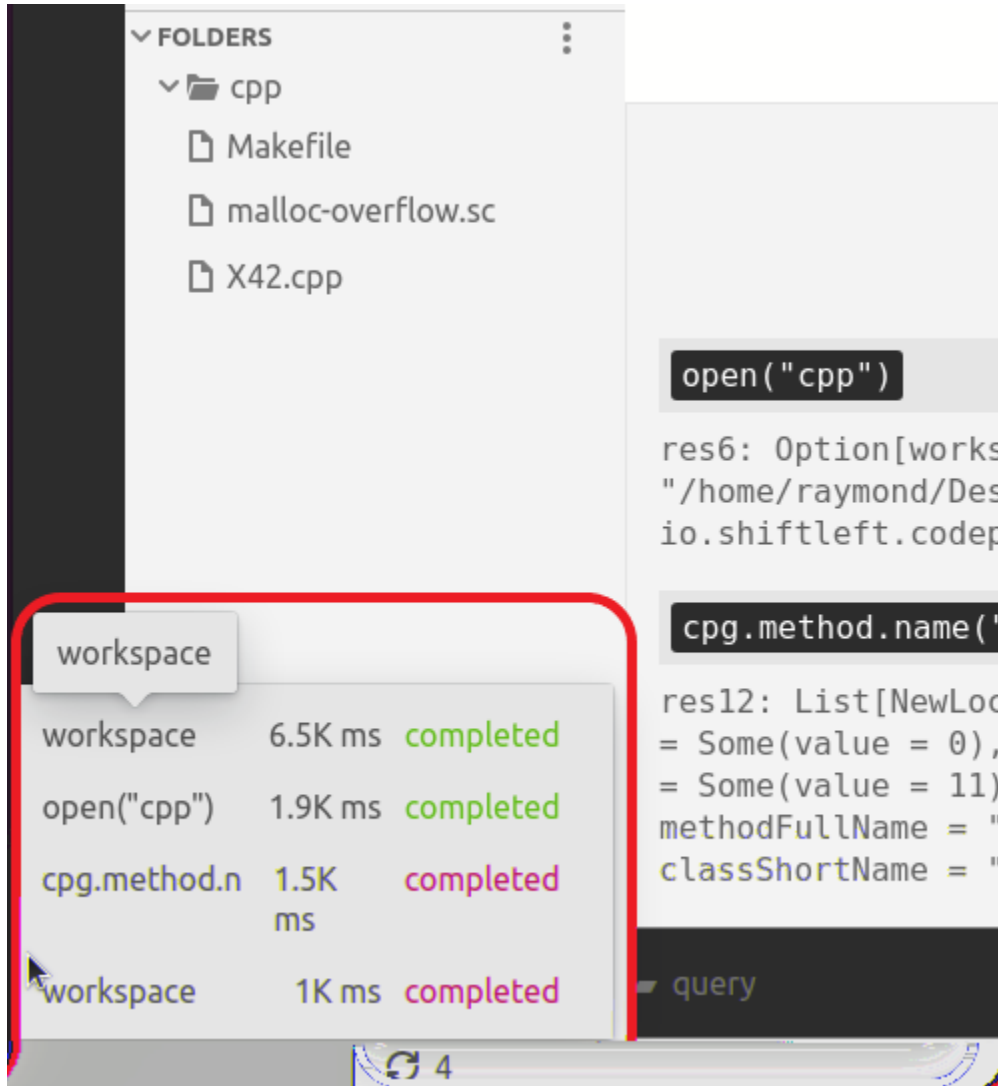 FOLDERS
cpp
Makefile
malloc-overflow.sc
X42.cpp
open("cpp")
res6: Option[works
"/home/raymond/Des
io.shiftleft.codep
cpg.method.name("
res12: List[NewLoc
= Some(value = 0),
= Some(value = 11)
methodFullName = "
classShortName = "
workspace
workspace 6.5K ms completed
open("cpp") 1.9K ms completed
cpg.method.n 1.5K ms completed
workspace 1K ms completed
query
4